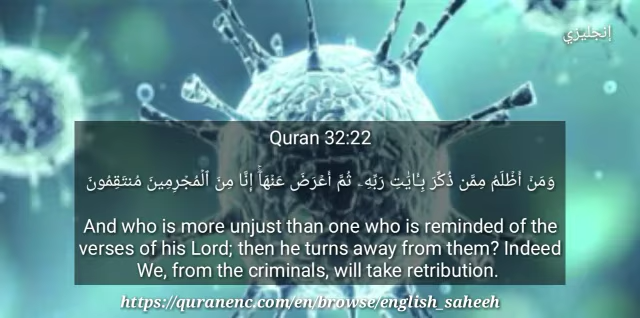 إنجليزي
Quran 32:22
وَمَنْ أَظْلَمُ مِمَّن ذُكِّرَ بِـَٔايَٰتِ رَبِّهِۦ ثُمَّ أَعْرَضَ عَنْهَآۚ إِنَّا مِنَ ٱلْمُجْرِمِينَ مُنتَقِمُونَ
And who is more unjust than one who is reminded of the
verses of his Lord; then he turns away from them? Indeed
We, from the criminals, will take retribution.
https://quranenc.com/en/browse/english_saheeh